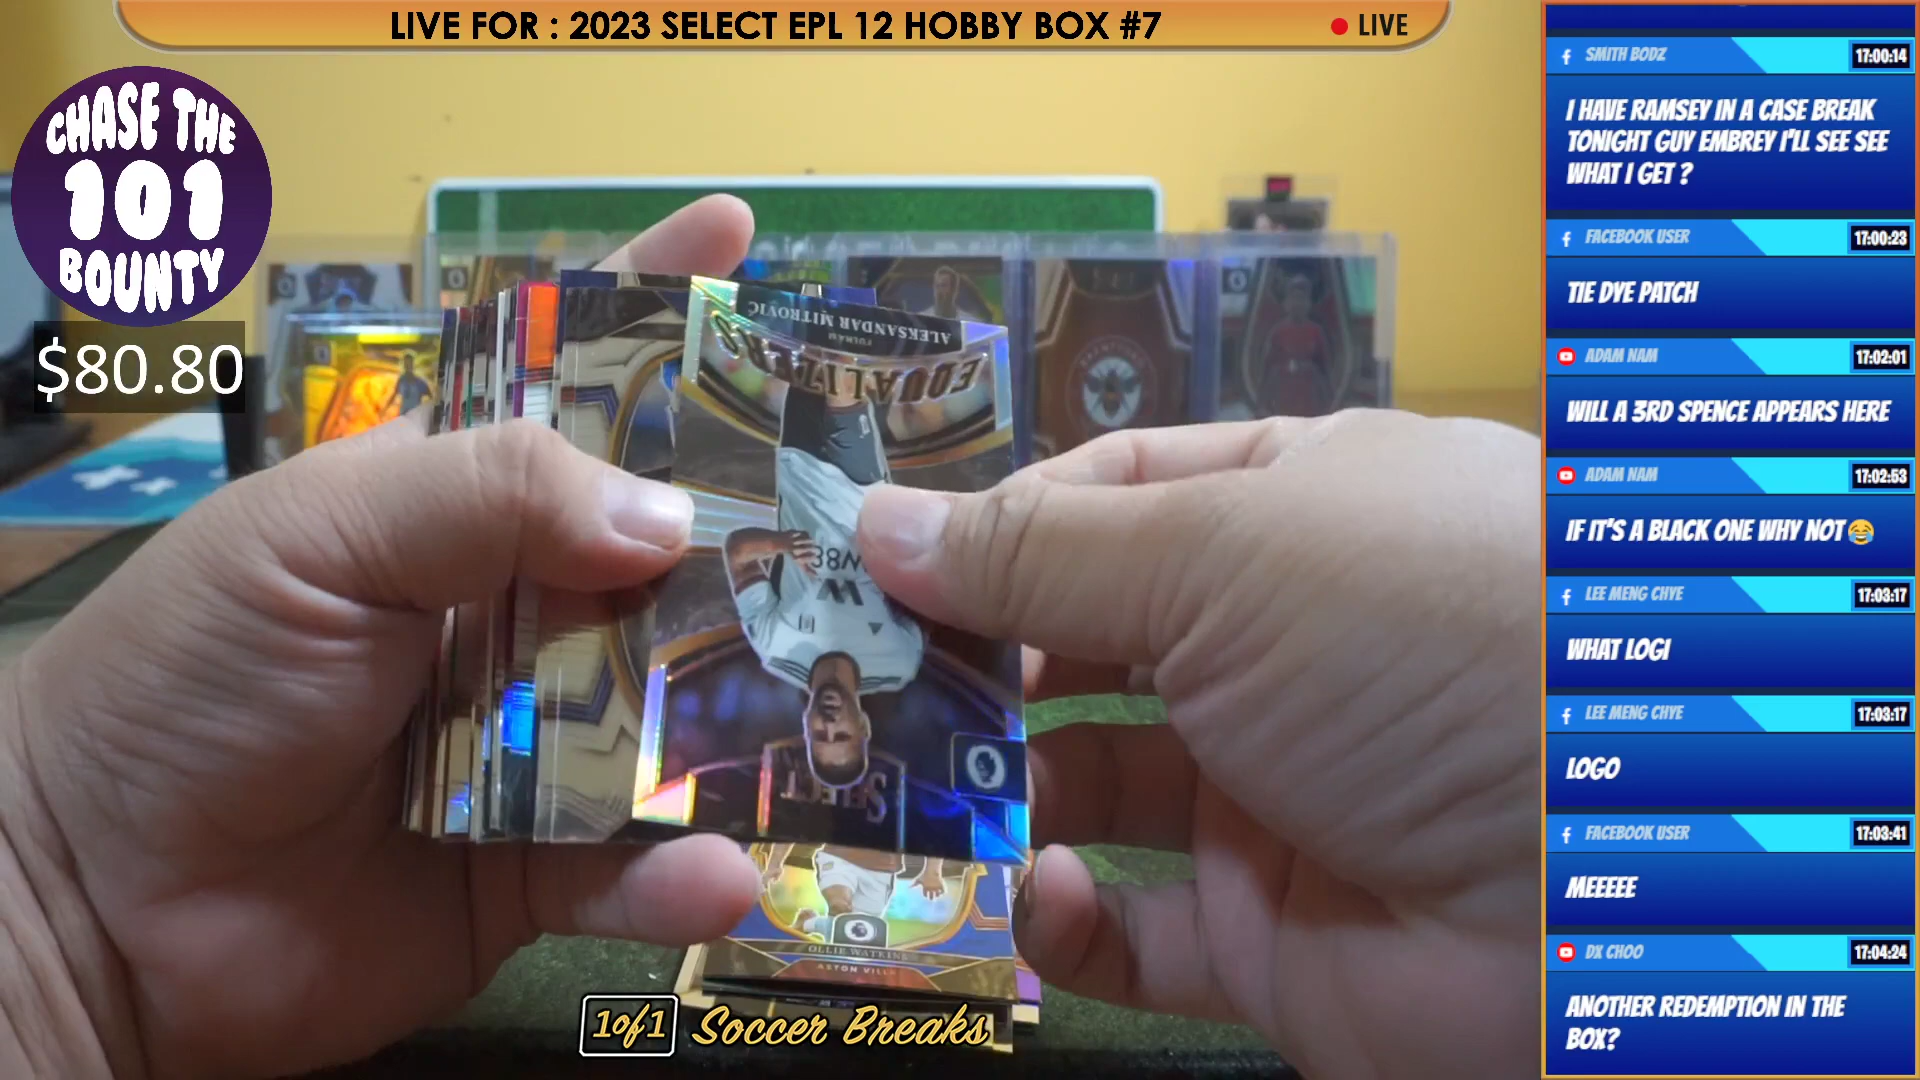 LIVE FOR : 2023 SELECT EPL 12 HOBBY BOX #7
LIVE
CHASE THE
101
BOUNTY
$80.80
ALEKSANDAR MITROVIĆ
FULHAM
EQUALIZERS
W88
W
SELECT
OLLIE WATKINS
ASTON VILLA
1of1
Soccer Breaks
SMITH BODZ
17:00:14
I HAVE RAMSEY IN A CASE BREAK
TONIGHT GUY EMBREY I'LL SEE SEE
WHAT I GET ?
FACEBOOK USER
17:00:23
TIE DYE PATCH
ADAM NAM
17:02:01
WILL A 3RD SPENCE APPEARS HERE
ADAM NAM
17:02:53
IF IT'S A BLACK ONE WHY NOT😂
LEE MENG CHYE
17:03:17
WHAT LOGI
LEE MENG CHYE
17:03:17
LOGO
FACEBOOK USER
17:03:41
MEEEEE
DX CHOO
17:04:24
ANOTHER REDEMPTION IN THE
BOX?